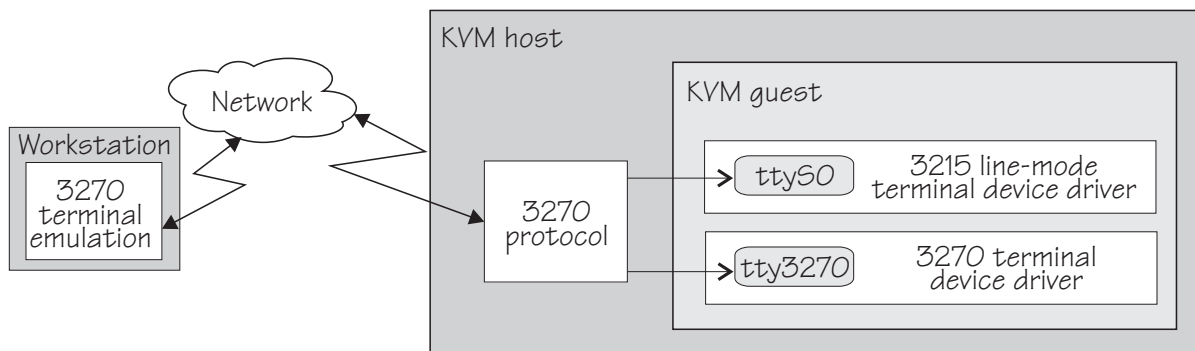 KVM host
KVM guest
Network
Workstation
3270
terminal
emulation
3270
protocol
ttyS0
3215 line-mode
terminal device driver
tty3270
3270 terminal
device driver